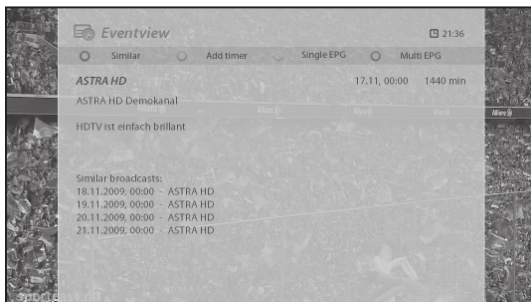 Eventview 21:36
Similar Add timer Single EPG Multi EPG
ASTRA HD 17.11, 00:00 1440 min
ASTRA HD Demokanal
Allianz
HDTV ist einfach brillant
Similar broadcasts:
18.11.2009, 00:00 - ASTRA HD
19.11.2009, 00:00 - ASTRA HD
20.11.2009, 00:00 - ASTRA HD
21.11.2009, 00:00 - ASTRA HD